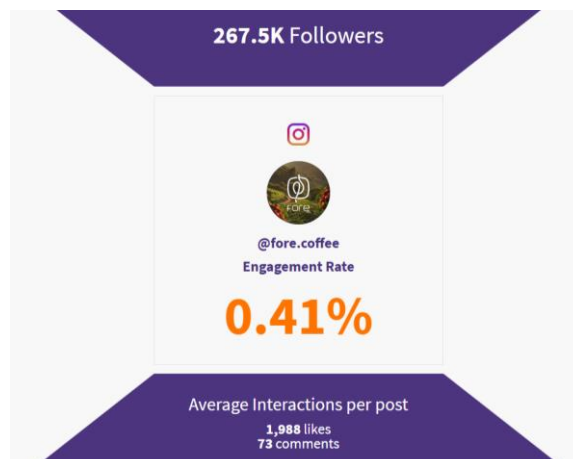 267.5K Followers
FORE
@fore.coffee
Engagement Rate
0.41%
Average Interactions per post
1,988 likes
73 comments